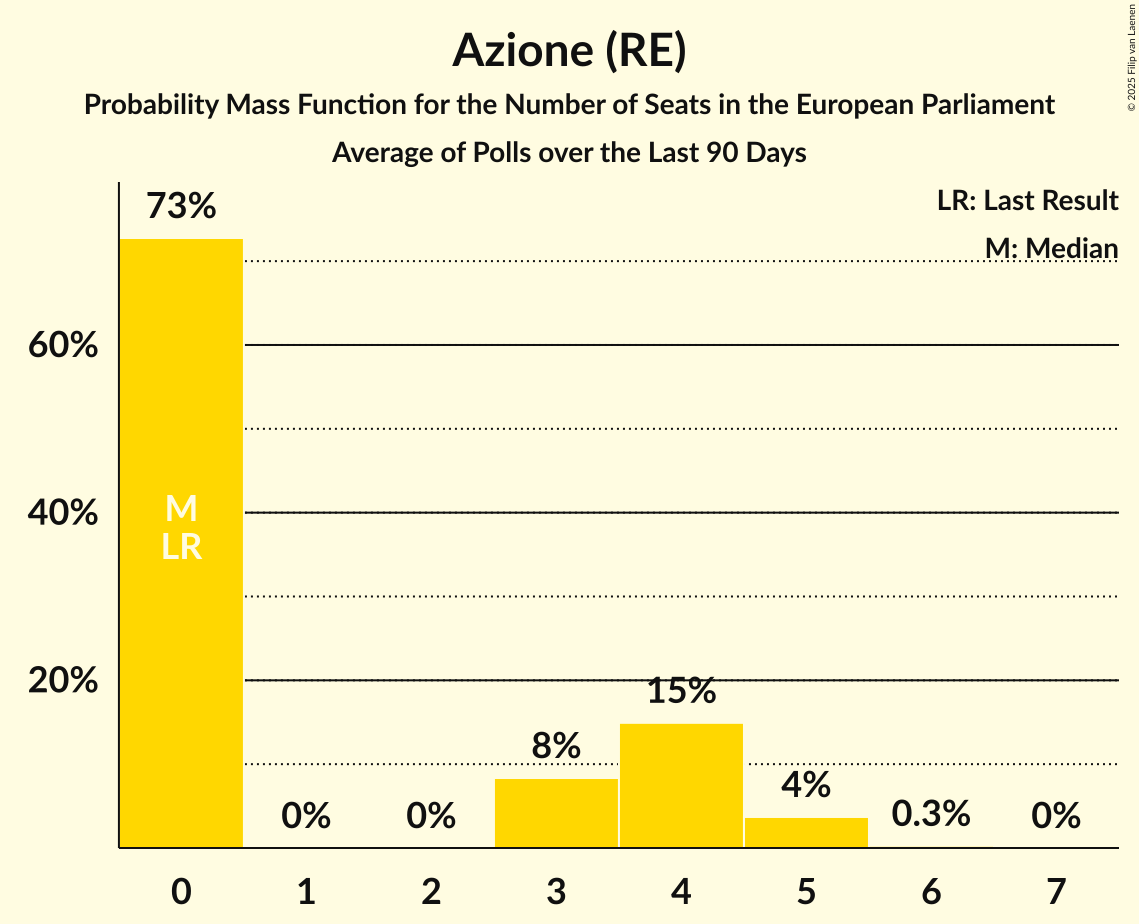 Azione (RE)
Probability Mass Function for the Number of Seats in the European Parliament
Average of Polls over the Last 90 Days
© 2025 Filip van Laenen
LR: Last Result
M: Median
73%
60%
40%
20%
M
LR
0%
0%
8%
15%
4%
0.3%
0%
0
1
2
3
4
5
6
7